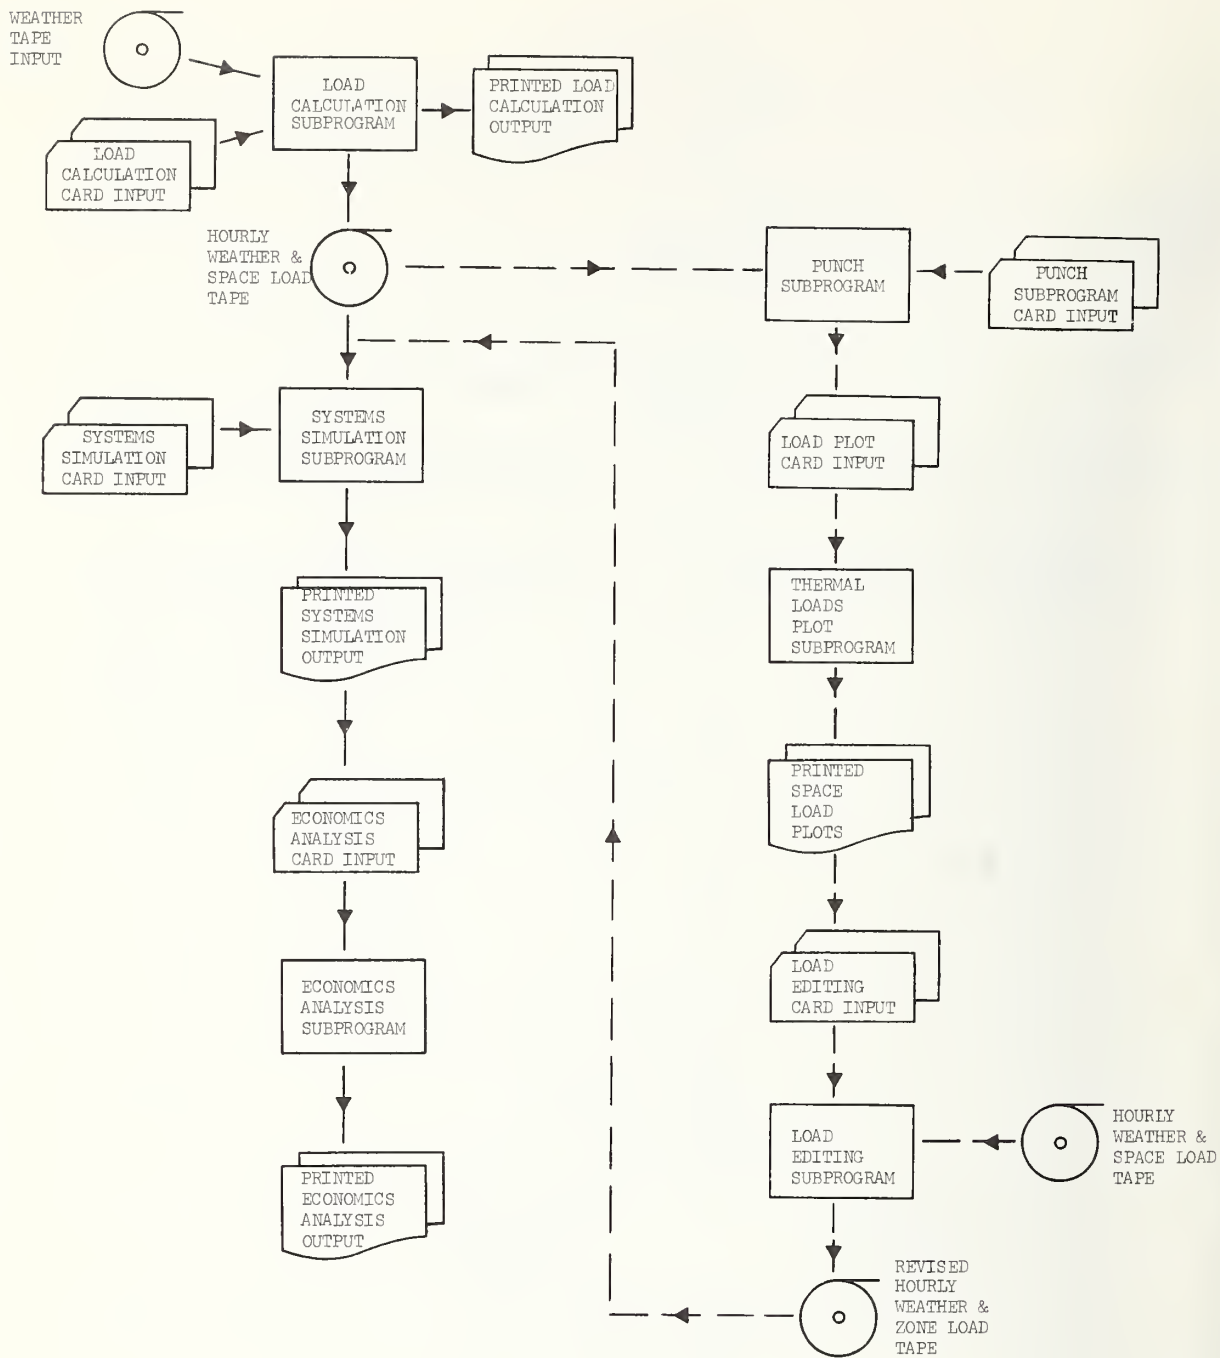 WEATHER
TAPE
INPUT
LOAD
CALCULATION
SUBPROGRAM
PRINTED LOAD
CALCULATION
OUTPUT
LOAD
CALCULATION
CARD INPUT
HOURLY
WEATHER &
SPACE LOAD
TAPE
PUNCH
SUBPROGRAM
PUNCH
SUBPROGRAM
CARD INPUT
SYSTEMS
SIMULATION
CARD INPUT
SYSTEMS
SIMULATION
SUBPROGRAM
LOAD PLOT
CARD INPUT
PRINTED
SYSTEMS
SIMULATION
OUTPUT
THERMAL
LOADS
PLOT
SUBPROGRAM
ECONOMICS
ANALYSIS
CARD INPUT
PRINTED
SPACE
LOAD
PLOTS
ECONOMICS
ANALYSIS
SUBPROGRAM
LOAD
EDITING
CARD INPUT
PRINTED
ECONOMICS
ANALYSIS
OUTPUT
LOAD
EDITING
SUBPROGRAM
HOURLY
WEATHER &
SPACE LOAD
TAPE
REVISED
HOURLY
WEATHER &
ZONE LOAD
TAPE